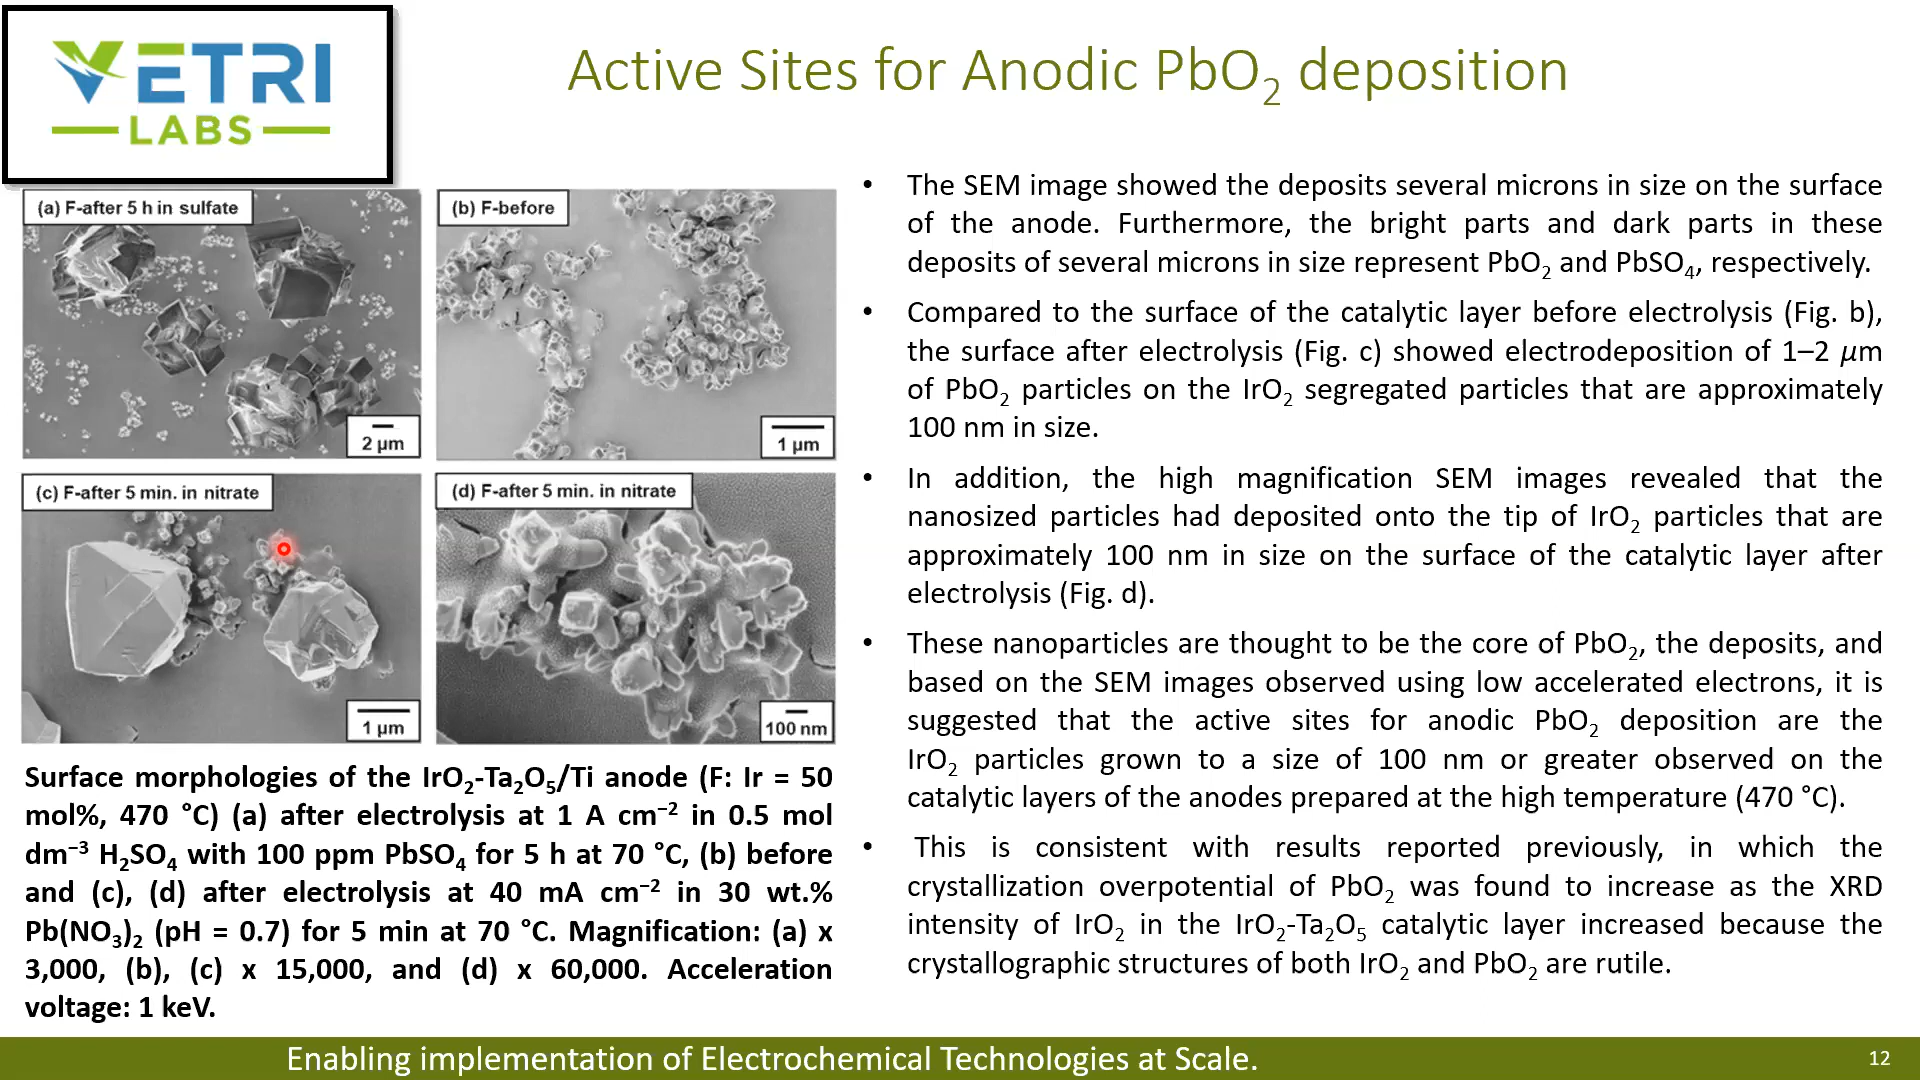 VETRI
LABS
Active Sites for Anodic PbO₂ deposition
(a) F-after 5 h in sulfate
2 µm
(b) F-before
1 µm
(c) F-after 5 min. in nitrate
1 µm
(d) F-after 5 min. in nitrate
100 nm
Surface morphologies of the IrO₂-Ta₂O₅/Ti anode (F: Ir = 50
mol%, 470 °C) (a) after electrolysis at 1 A cm⁻² in 0.5 mol
dm⁻³ H₂SO₄ with 100 ppm PbSO₄ for 5 h at 70 °C, (b) before
and (c), (d) after electrolysis at 40 mA cm⁻² in 30 wt.%
Pb(NO₃)₂ (pH = 0.7) for 5 min at 70 °C. Magnification: (a) x
3,000, (b), (c) x 15,000, and (d) x 60,000. Acceleration
voltage: 1 keV.
• The SEM image showed the deposits several microns in size on the surface
of the anode. Furthermore, the bright parts and dark parts in these
deposits of several microns in size represent PbO₂ and PbSO₄, respectively.
• Compared to the surface of the catalytic layer before electrolysis (Fig. b),
the surface after electrolysis (Fig. c) showed electrodeposition of 1–2 µm
of PbO₂ particles on the IrO₂ segregated particles that are approximately
100 nm in size.
• In addition, the high magnification SEM images revealed that the
nanosized particles had deposited onto the tip of IrO₂ particles that are
approximately 100 nm in size on the surface of the catalytic layer after
electrolysis (Fig. d).
• These nanoparticles are thought to be the core of PbO₂, the deposits, and
based on the SEM images observed using low accelerated electrons, it is
suggested that the active sites for anodic PbO₂ deposition are the
IrO₂ particles grown to a size of 100 nm or greater observed on the
catalytic layers of the anodes prepared at the high temperature (470 °C).
• This is consistent with results reported previously, in which the
crystallization overpotential of PbO₂ was found to increase as the XRD
intensity of IrO₂ in the IrO₂-Ta₂O₅ catalytic layer increased because the
crystallographic structures of both IrO₂ and PbO₂ are rutile.
Enabling implementation of Electrochemical Technologies at Scale.
12